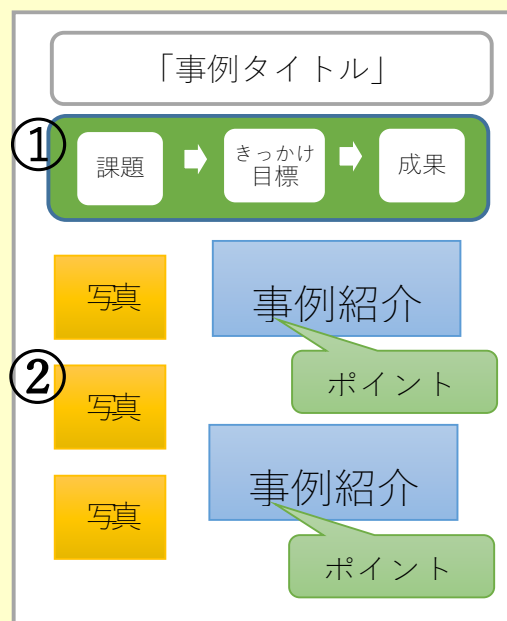 「事例タイトル」
①
課題
きっかけ
目標
成果
写真
事例紹介
ポイント
②
写真
事例紹介
写真
ポイント